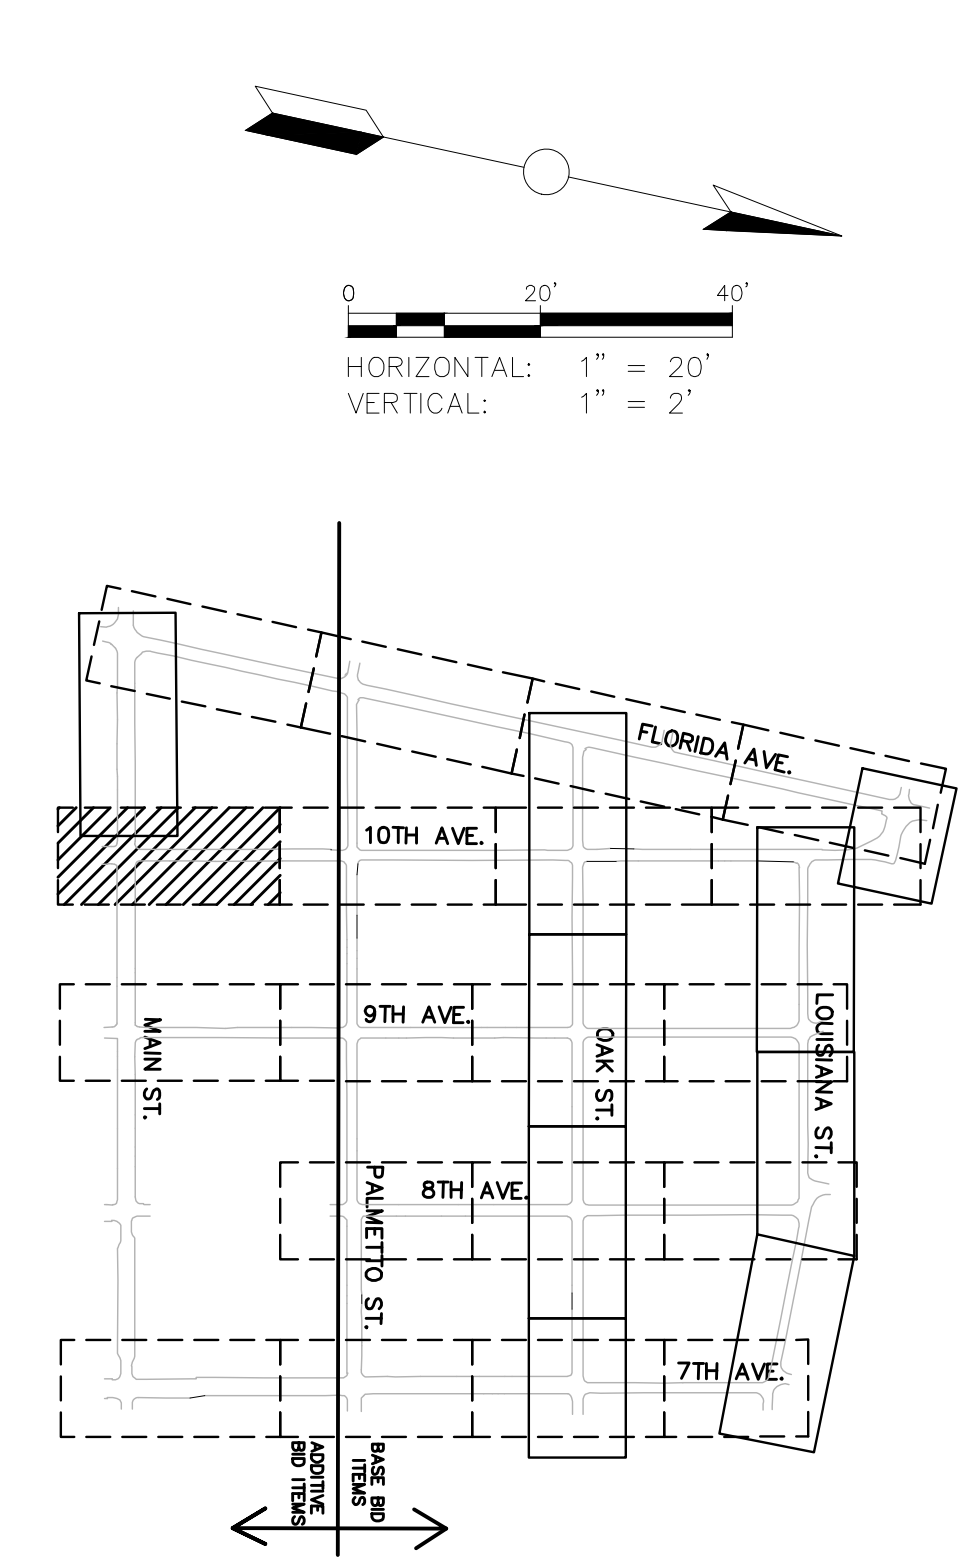 0 20' 40'
HORIZONTAL: 1" = 20'
VERTICAL: 1" = 2'
FLORIDA AVE.
10TH AVE.
9TH AVE.
MAIN ST.
OAK ST.
LOUISIANA ST.
8TH AVE.
PALMETTO ST.
7TH AVE.
ADDITIVE
BID ITEMS
BASE BID
ITEMS